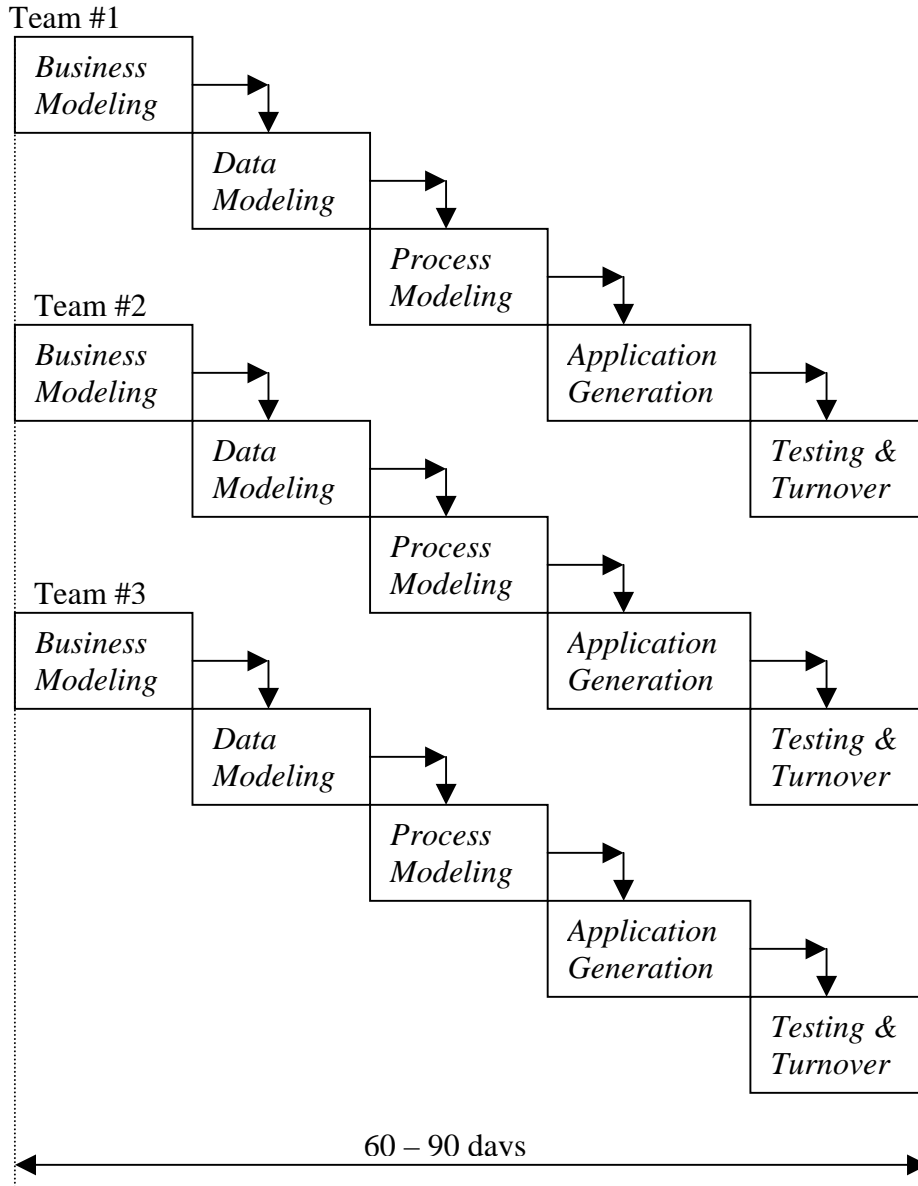 Team #1
Business
Modeling
Data
Modeling
Process
Modeling
Application
Generation
Testing &
Turnover
Team #2
Business
Modeling
Data
Modeling
Process
Modeling
Application
Generation
Testing &
Turnover
Team #3
Business
Modeling
Data
Modeling
Process
Modeling
Application
Generation
Testing &
Turnover
60 – 90 days